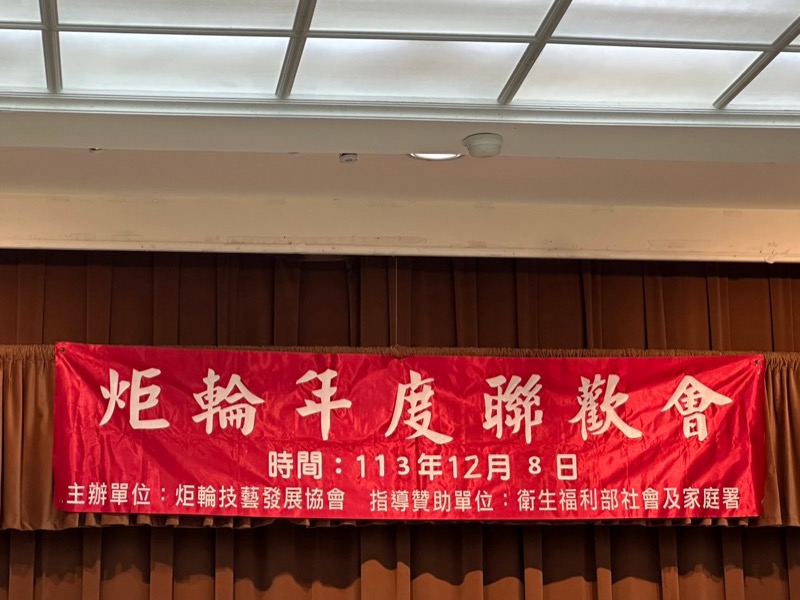 炬輪年度聯歡會
時間：113年12月8日
主辦單位：炬輪技藝發展協會　指導贊助單位：衛生福利部社會及家庭署